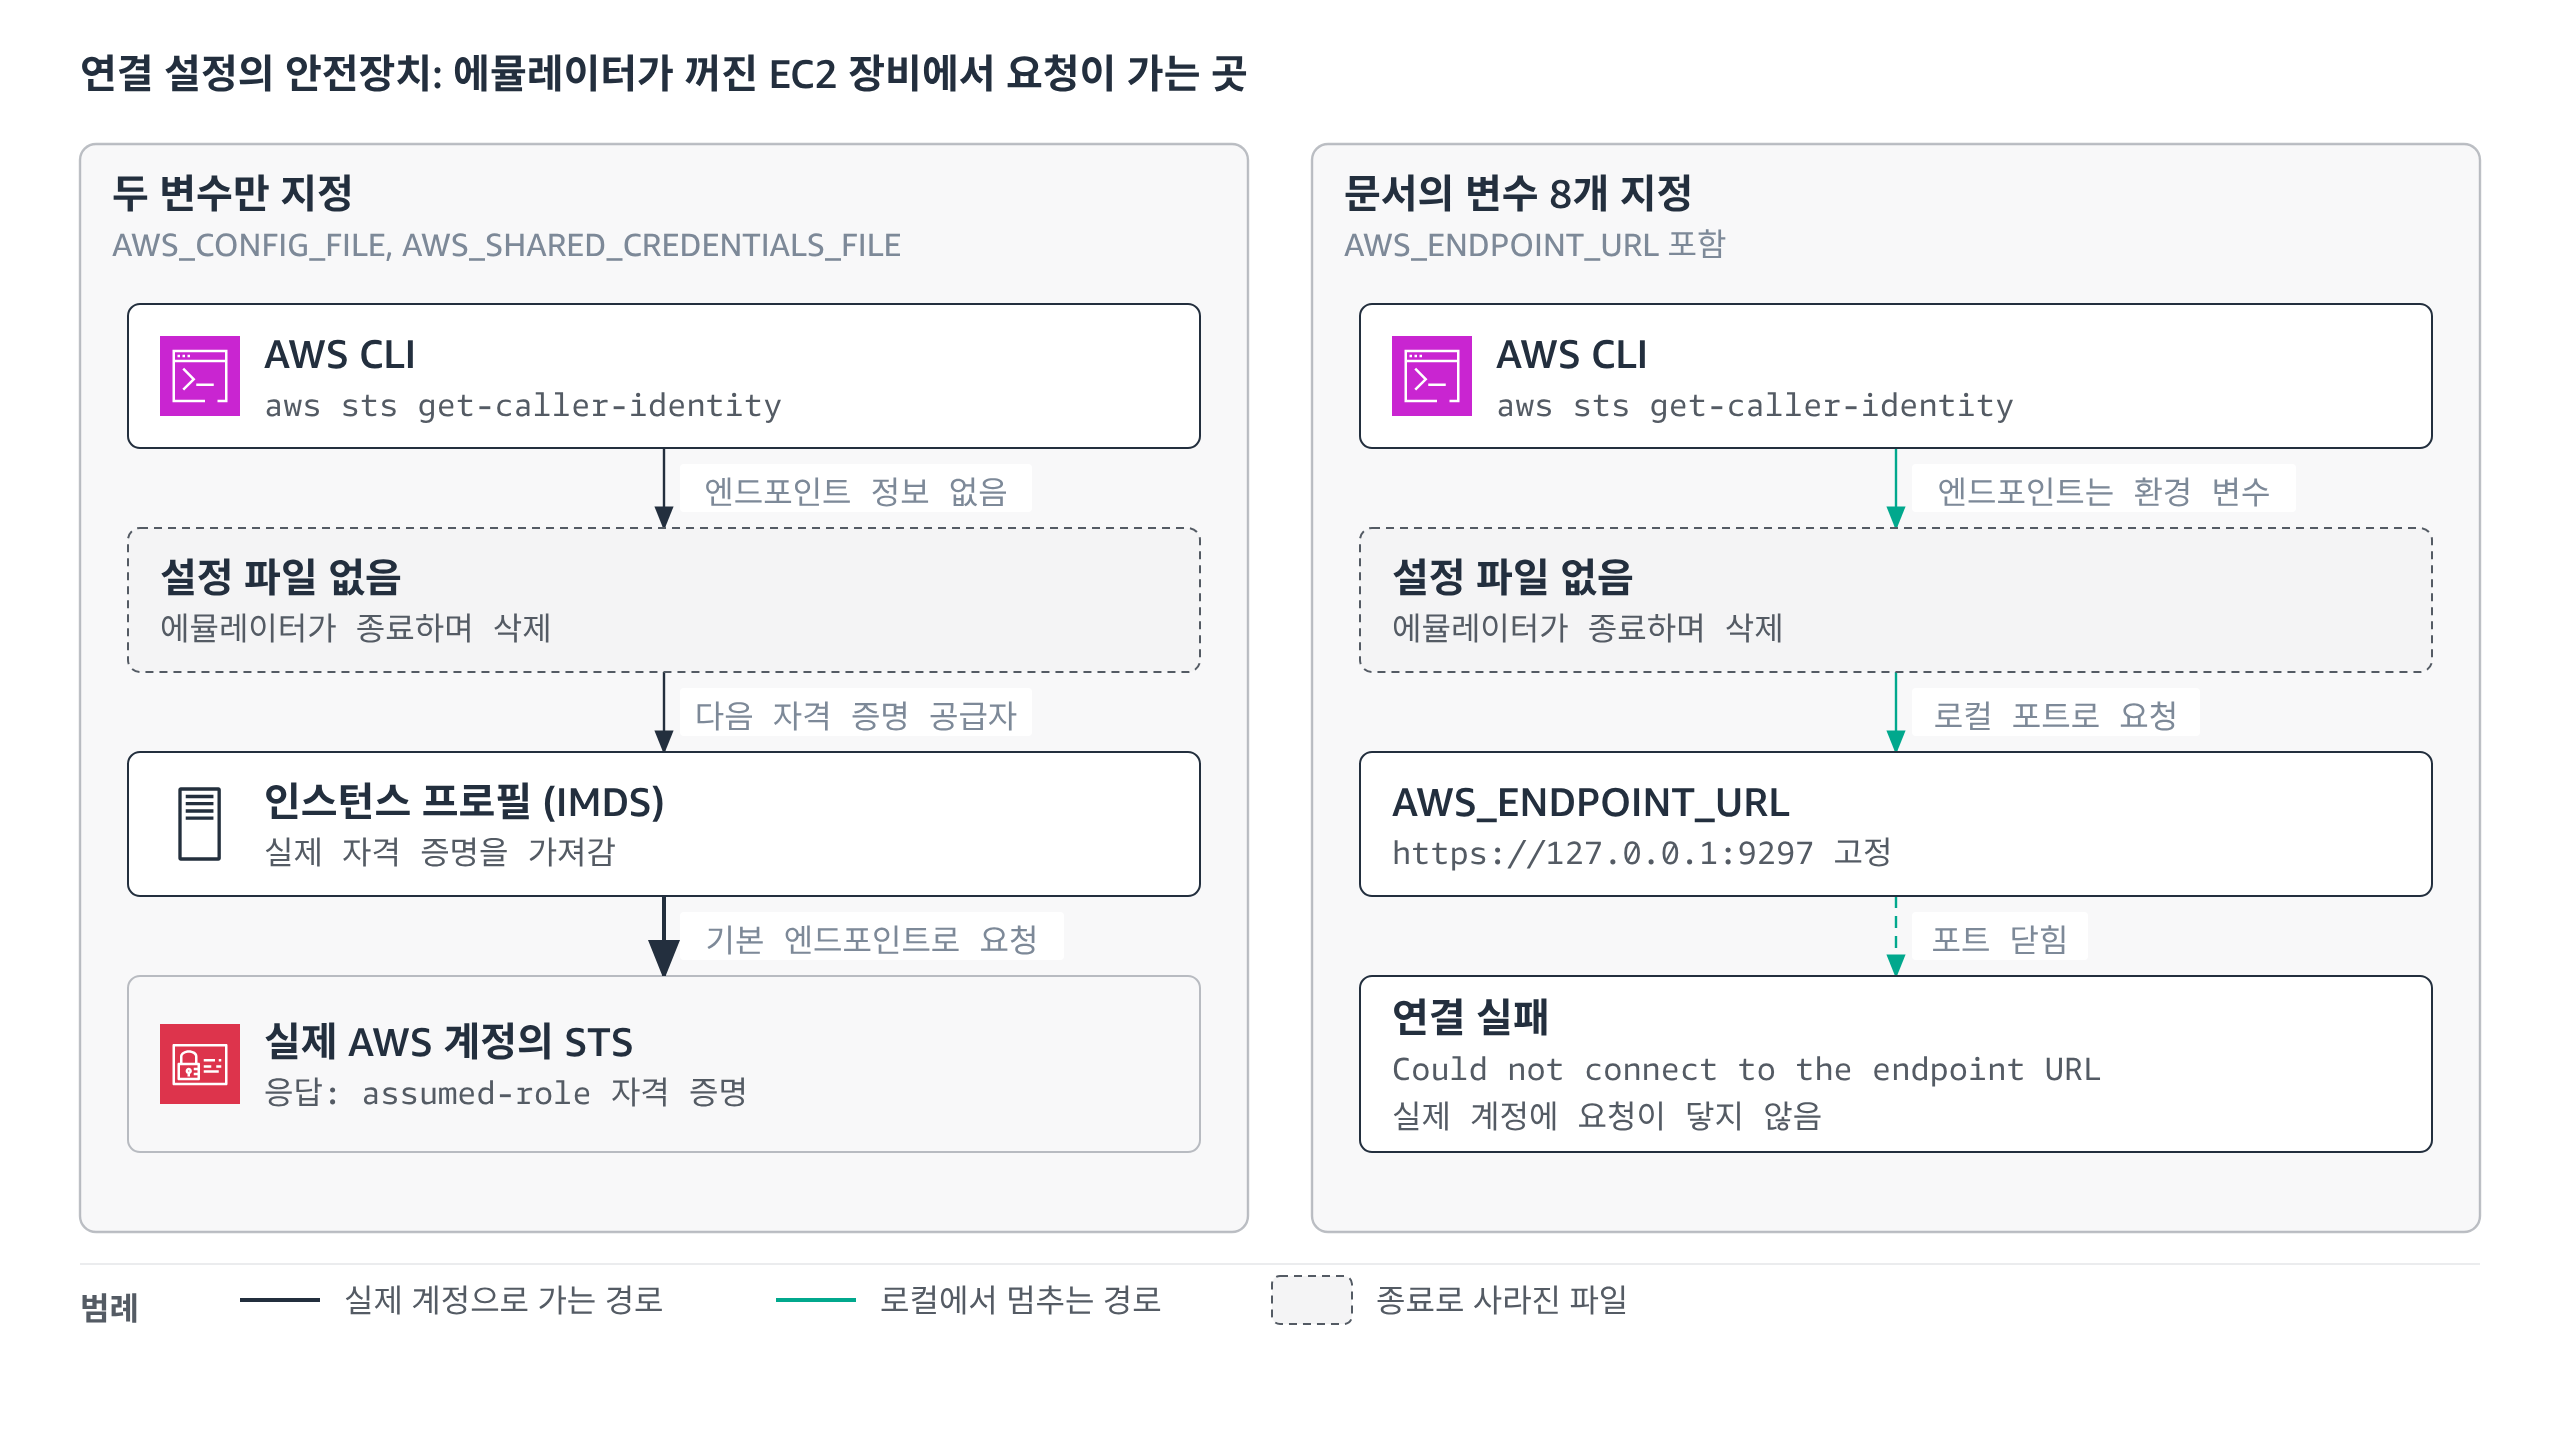 연결 설정의 안전장치: 에뮬레이터가 꺼진 EC2 장비에서 요청이 가는 곳
두 변수만 지정
AWS_CONFIG_FILE, AWS_SHARED_CREDENTIALS_FILE
AWS CLI
aws sts get-caller-identity
엔드포인트 정보 없음
설정 파일 없음
에뮬레이터가 종료하며 삭제
다음 자격 증명 공급자
인스턴스 프로필 (IMDS)
실제 자격 증명을 가져감
기본 엔드포인트로 요청
실제 AWS 계정의 STS
응답: assumed-role 자격 증명
문서의 변수 8개 지정
AWS_ENDPOINT_URL 포함
AWS CLI
aws sts get-caller-identity
엔드포인트는 환경 변수
설정 파일 없음
에뮬레이터가 종료하며 삭제
로컬 포트로 요청
AWS_ENDPOINT_URL
https://127.0.0.1:9297 고정
포트 닫힘
연결 실패
Could not connect to the endpoint URL
실제 계정에 요청이 닿지 않음
범례
실제 계정으로 가는 경로
로컬에서 멈추는 경로
종료로 사라진 파일